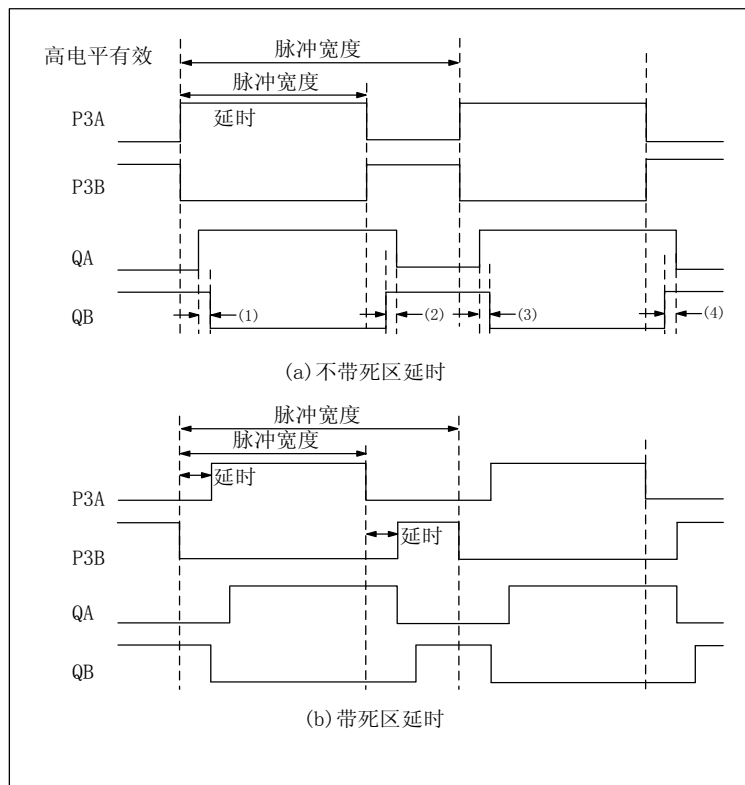 高电平有效
脉冲宽度
脉冲宽度
延时
P3A
P3B
QA
QB
(1)
(2)
(3)
(4)
(a)不带死区延时
脉冲宽度
脉冲宽度
延时
P3A
延时
P3B
QA
QB
(b)带死区延时